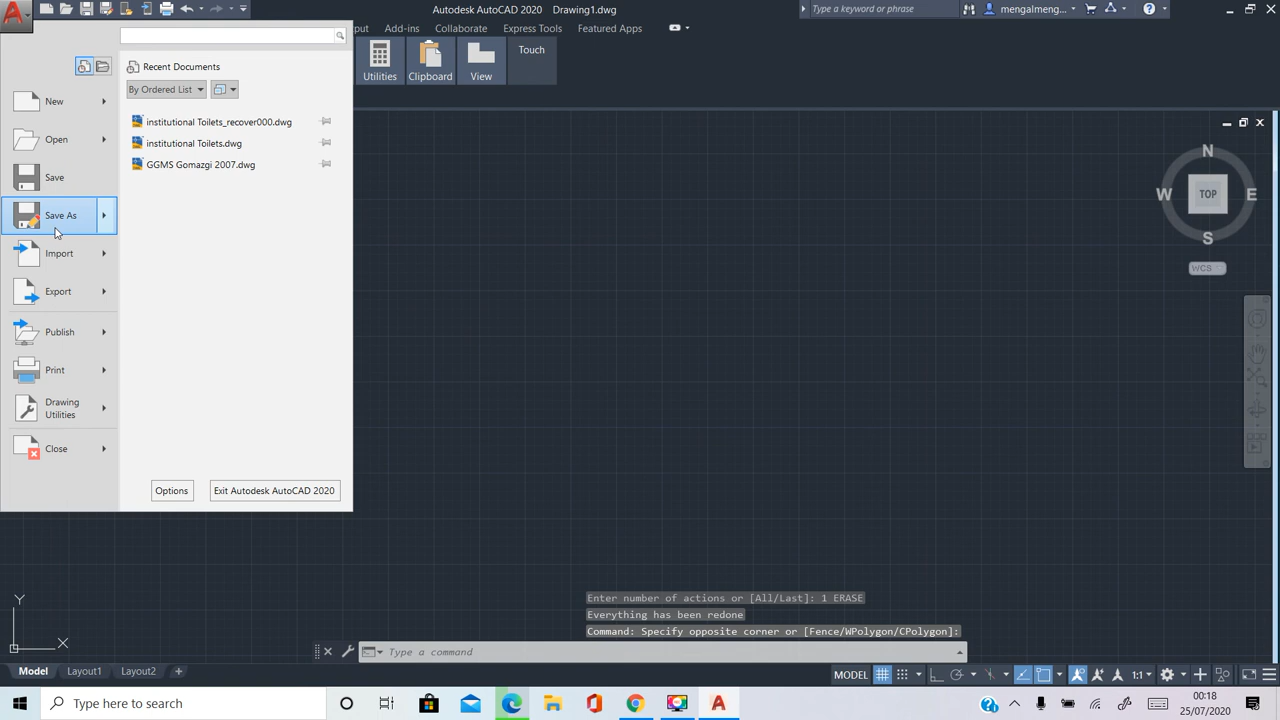 Autodesk AutoCAD 2020 Drawing1.dwg
Type a keyword or phrase
mengalmeng...
put Add-ins Collaborate Express Tools Featured Apps
Utilities Clipboard View Touch
Recent Documents
By Ordered List
New
Open
Save
Save As
Import
Export
Publish
Print
Drawing
Utilities
Close
institutional Toilets_recover000.dwg
institutional Toilets.dwg
GGMS Gomazgi 2007.dwg
Options Exit Autodesk AutoCAD 2020
N
W TOP E
S
WCS
Y
X
Enter number of actions or [All/Last]: 1 ERASE
Everything has been redone
Command: Specify opposite corner or [Fence/WPolygon/CPolygon]:
Type a command
Model Layout1 Layout2 +
MODEL 1:1
Type here to search
00:18
25/07/2020